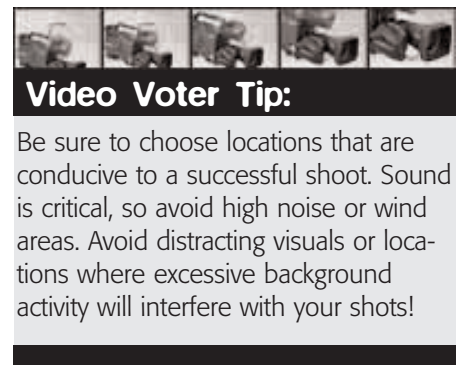 Video Voter Tip:
Be sure to choose locations that are
conducive to a successful shoot. Sound
is critical, so avoid high noise or wind
areas. Avoid distracting visuals or loca-
tions where excessive background
activity will interfere with your shots!